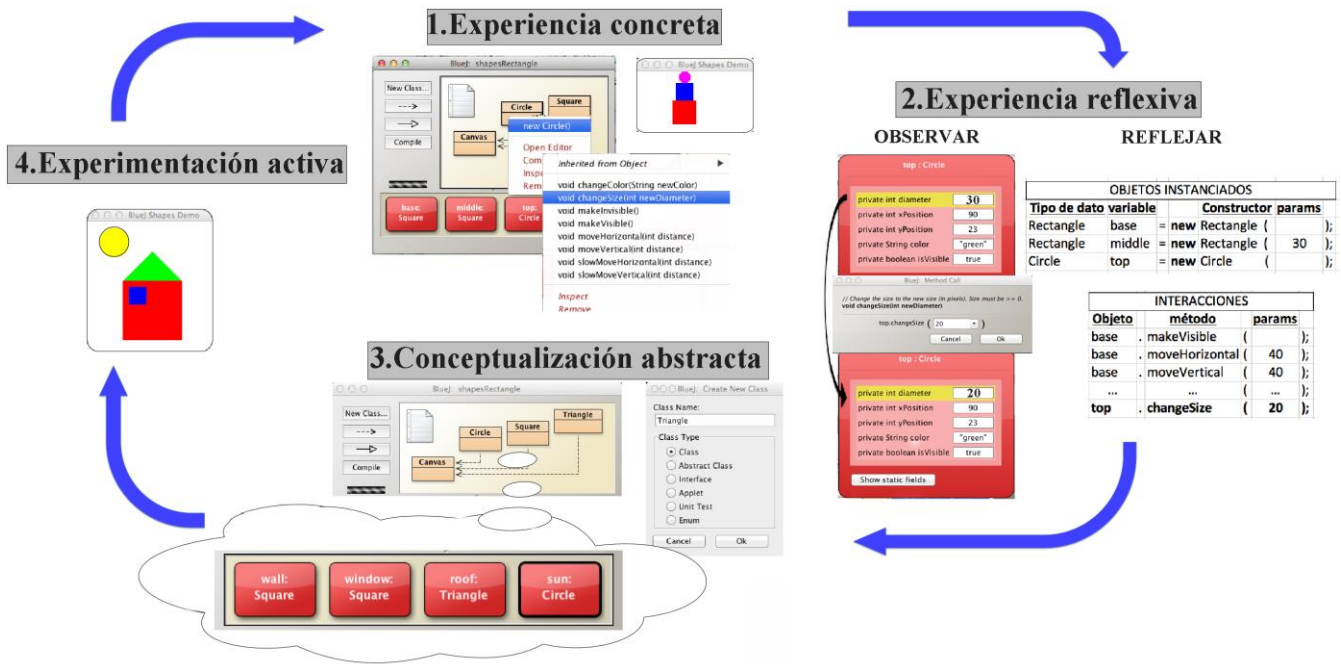 1.Experiencia concreta
BlueJ: shapesRectangle
New Class...
Compile
Circle
Square
Canvas
new Circle()
Open Editor
Com
Inspe
Rem
inherited from Object
void changeColor(String newColor)
void changeSize(int newDiameter)
void makeInvisible()
void makeVisible()
void moveHorizontal(int distance)
void moveVertical(int distance)
void slowMoveHorizontal(int distance)
void slowMoveVertical(int distance)
Inspect
Remove
base:
Square
middle:
Square
top:
Circle
BlueJ Shapes Demo
2.Experiencia reflexiva
OBSERVAR
REFLEJAR
top : Circle
private int diameter 30
private int xPosition 90
private int yPosition 23
private String color "green"
private boolean isVisible true
BlueJ: Method Call
// Change the size to the new size (in pixels). Size must be >= 0.
void changeSize(int newDiameter)
top.changeSize ( 20 )
Cancel Ok
top : Circle
private int diameter 20
private int xPosition 90
private int yPosition 23
private String color "green"
private boolean isVisible true
Show static fields
OBJETOS INSTANCIADOS
Tipo de dato variable Constructor params
Rectangle base = new Rectangle ( );
Rectangle middle = new Rectangle ( 30 );
Circle top = new Circle ( );
INTERACCIONES
Objeto método params
base . makeVisible ( );
base . moveHorizontal ( 40 );
base . moveVertical ( 40 );
... ... ( ... );
top . changeSize ( 20 );
3.Conceptualización abstracta
BlueJ: shapesRectangle
New Class...
Compile
Circle
Square
Triangle
Canvas
BlueJ: Create New Class
Class Name:
Triangle
Class Type
Class
Abstract Class
Interface
Applet
Unit Test
Enum
Cancel Ok
wall:
Square
window:
Square
roof:
Triangle
sun:
Circle
4.Experimentación activa
BlueJ Shapes Demo